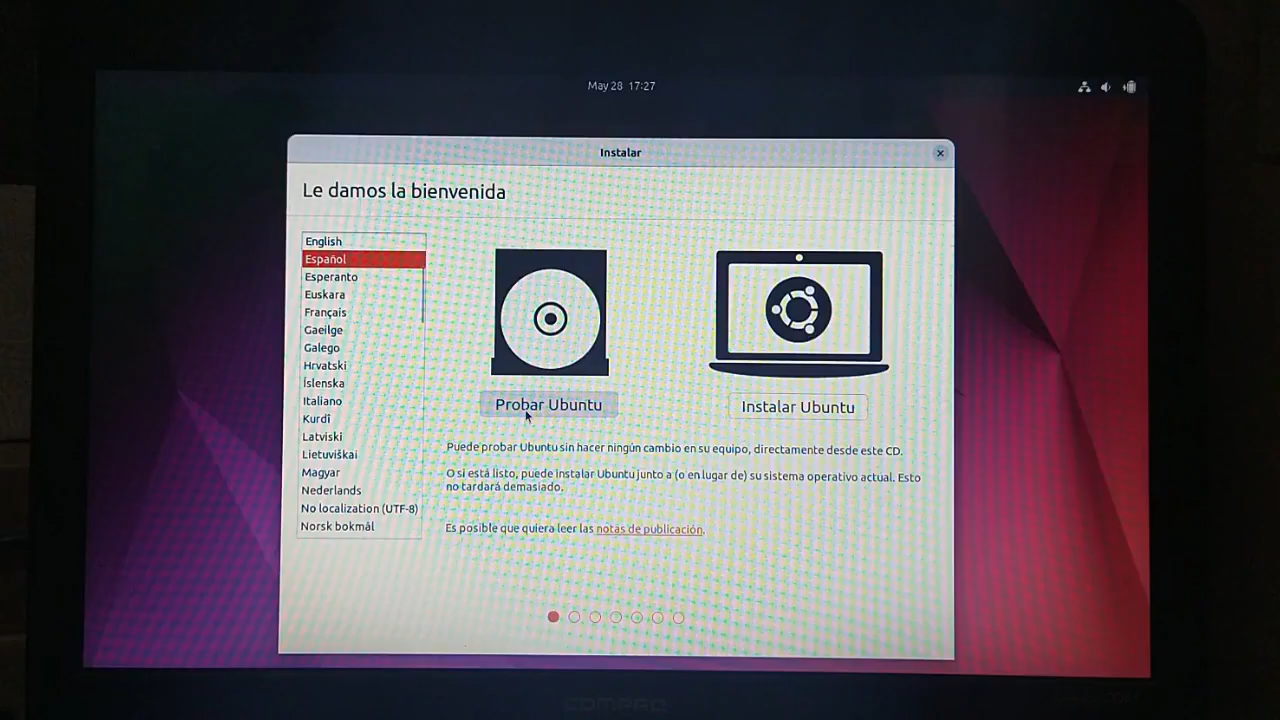 May 28 17:27
Instalar
Le damos la bienvenida
English
Español
Esperanto
Euskara
Français
Gaeilge
Galego
Hrvatski
Íslenska
Italiano
Kurdî
Latviski
Lietuviškai
Magyar
Nederlands
No localization (UTF-8)
Norsk bokmål
Probar Ubuntu
Instalar Ubuntu
Puede probar Ubuntu sin hacer ningún cambio en su equipo, directamente desde este CD.
O si está listo, puede instalar Ubuntu junto a (o en lugar de) su sistema operativo actual. Esto
no tardará demasiado.
Es posible que quiera leer las notas de publicación.
COMPAQ